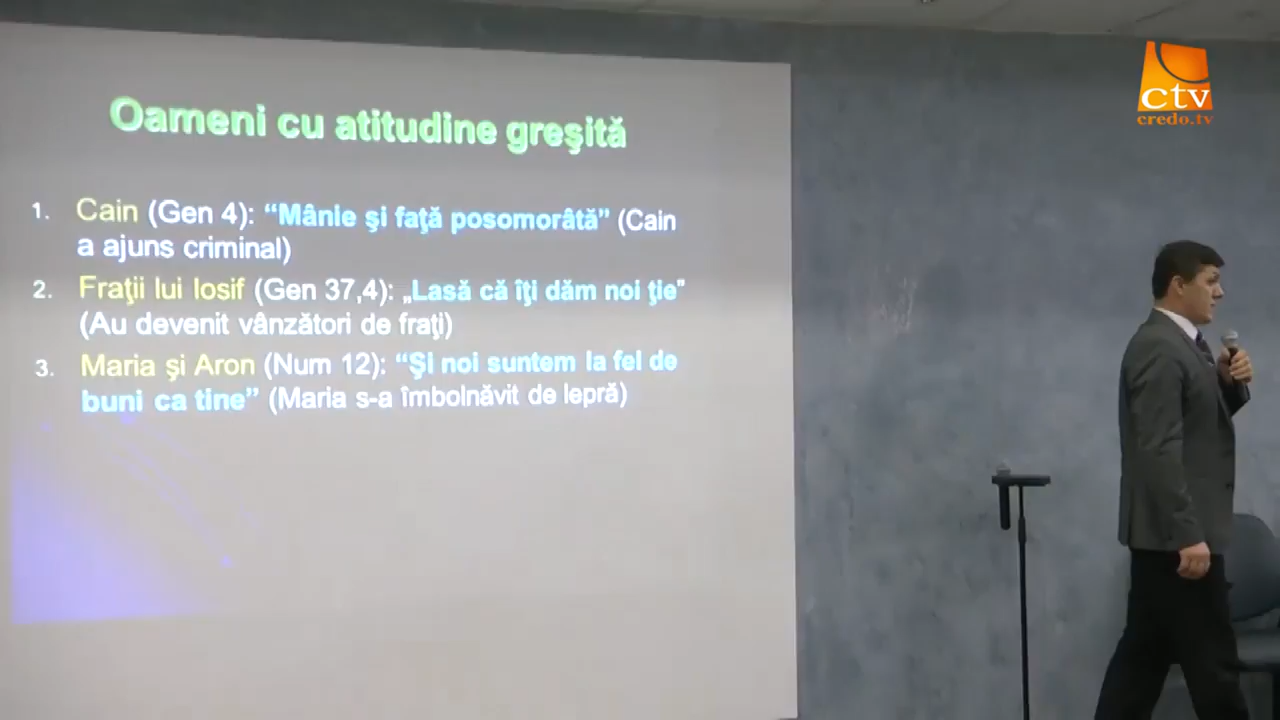 Oameni cu atitudine greşită
1. Cain (Gen 4): “Mânie şi faţă posomorâtă” (Cain
a ajuns criminal)
2. Fraţii lui Iosif (Gen 37,4): „Lasă că îţi dăm noi ţie”
(Au devenit vânzători de fraţi)
3. Maria şi Aron (Num 12): “Şi noi suntem la fel de
buni ca tine” (Maria s-a îmbolnăvit de lepră)
ctv
credo.tv